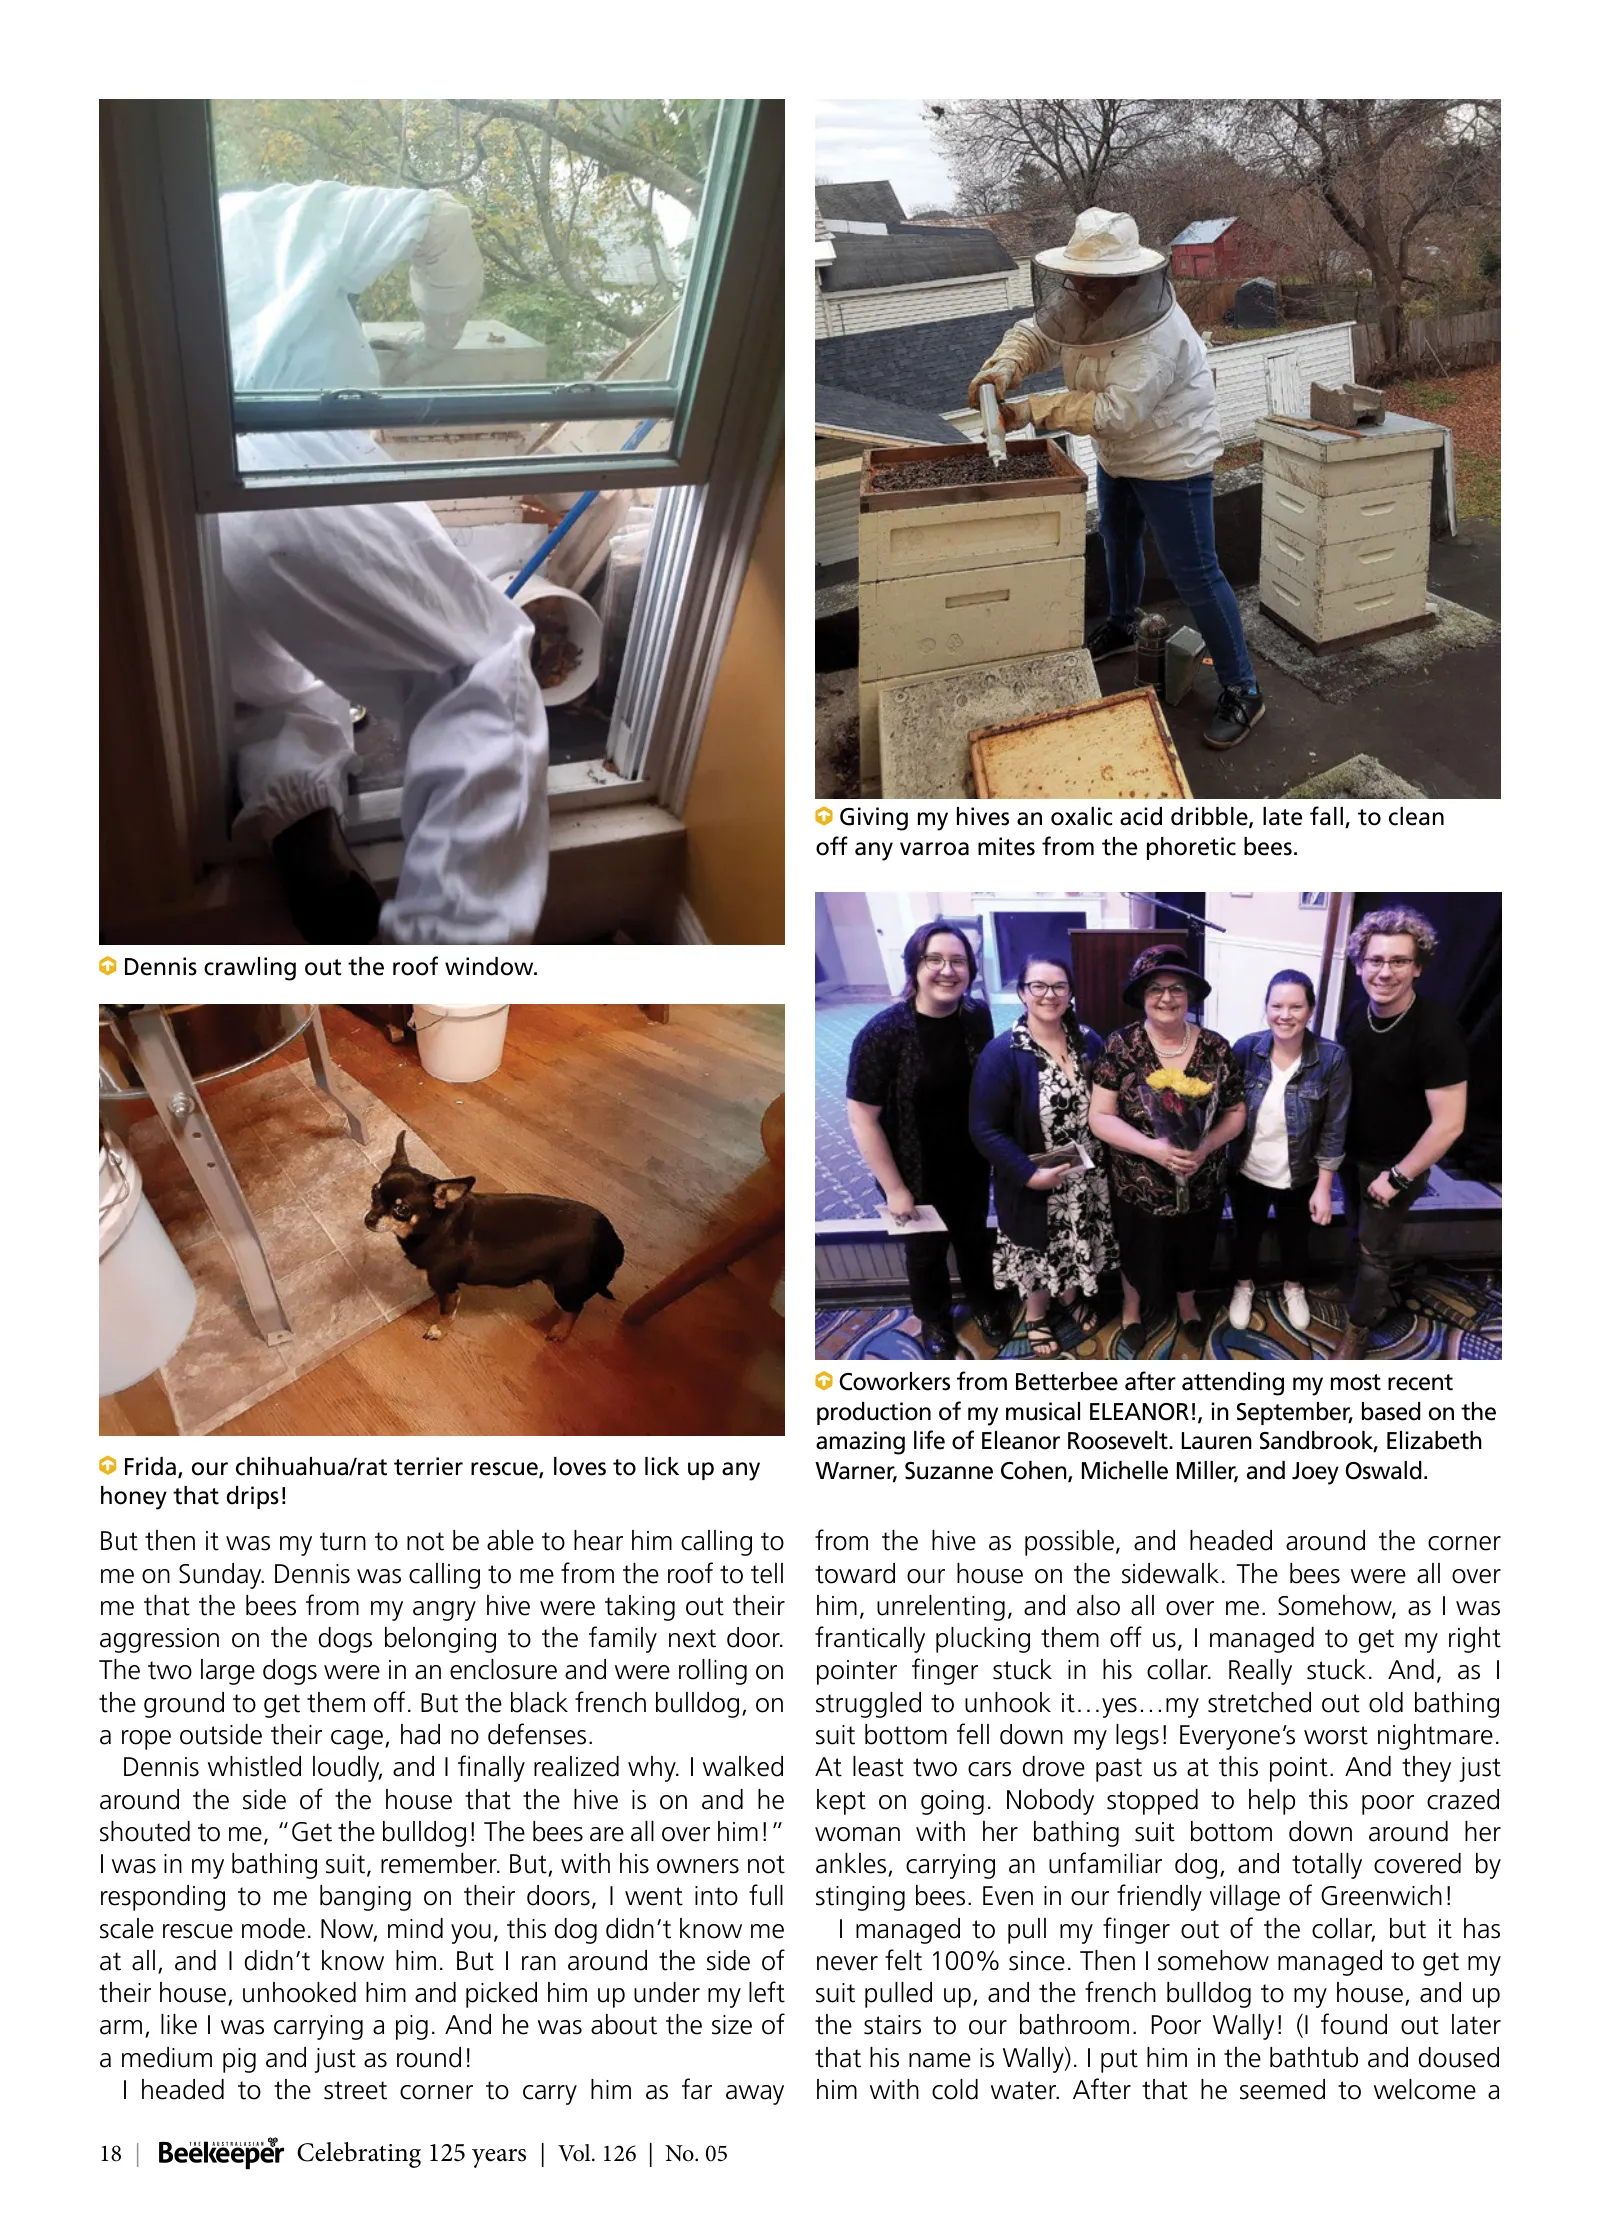 Dennis crawling out the roof window.
Frida, our chihuahua/rat terrier rescue, loves to lick up any
honey that drips!
Giving my hives an oxalic acid dribble, late fall, to clean
off any varroa mites from the phoretic bees.
Coworkers from Betterbee after attending my most recent
production of my musical ELEANOR!, in September, based on the
amazing life of Eleanor Roosevelt. Lauren Sandbrook, Elizabeth
Warner, Suzanne Cohen, Michelle Miller, and Joey Oswald.
But then it was my turn to not be able to hear him calling to
me on Sunday. Dennis was calling to me from the roof to tell
me that the bees from my angry hive were taking out their
aggression on the dogs belonging to the family next door.
The two large dogs were in an enclosure and were rolling on
the ground to get them off. But the black french bulldog, on
a rope outside their cage, had no defenses.
Dennis whistled loudly, and I finally realized why. I walked
around the side of the house that the hive is on and he
shouted to me, “Get the bulldog! The bees are all over him!”
I was in my bathing suit, remember. But, with his owners not
responding to me banging on their doors, I went into full
scale rescue mode. Now, mind you, this dog didn’t know me
at all, and I didn’t know him. But I ran around the side of
their house, unhooked him and picked him up under my left
arm, like I was carrying a pig. And he was about the size of
a medium pig and just as round!
I headed to the street corner to carry him as far away
from the hive as possible, and headed around the corner
toward our house on the sidewalk. The bees were all over
him, unrelenting, and also all over me. Somehow, as I was
frantically plucking them off us, I managed to get my right
pointer finger stuck in his collar. Really stuck. And, as I
struggled to unhook it…yes…my stretched out old bathing
suit bottom fell down my legs! Everyone’s worst nightmare.
At least two cars drove past us at this point. And they just
kept on going. Nobody stopped to help this poor crazed
woman with her bathing suit bottom down around her
ankles, carrying an unfamiliar dog, and totally covered by
stinging bees. Even in our friendly village of Greenwich!
I managed to pull my finger out of the collar, but it has
never felt 100% since. Then I somehow managed to get my
suit pulled up, and the french bulldog to my house, and up
the stairs to our bathroom. Poor Wally! (I found out later
that his name is Wally). I put him in the bathtub and doused
him with cold water. After that he seemed to welcome a
18 | THE AUSTRALASIAN Beekeeper Celebrating 125 years | Vol. 126 | No. 05